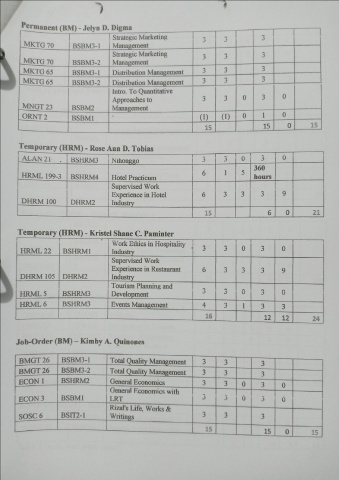 Permanent (BM) - Jelyn D. Digma
MKTG 70 BSBM3-1 Strategic Marketing Management 3 3 3
MKTG 70 BSBM3-2 Strategic Marketing Management 3 3 3
MKTG 65 BSBM3-1 Distribution Management 3 3 3
MKTG 65 BSBM3-2 Distribution Management 3 3 3
MNGT 23 BSBM2 Intro. To Quantitative Approaches to Management 3 3 0 3 0
ORNT 2 BSBM1 (1) (1) 0 1 0
15 15 0 15
Temporary (HRM) - Rose Ann D. Tobias
ALAN 21 BSHRM3 Nihonggo 3 3 0 3 0
HRML 199-3 BSHRM4 Hotel Practicum 6 1 5 360 hours
DHRM 100 DHRM2 Supervised Work Experience in Hotel Industry 6 3 3 3 9
15 6 0 21
Temporary (HRM) - Kristel Shane C. Paminter
HRML 22 BSHRM1 Work Ethics in Hospitality Industry 3 3 0 3 0
DHRM 105 DHRM2 Supervised Work Experience in Restaurant Industry 6 3 3 3 9
HRML 5 BSHRM3 Tourism Planning and Development 3 3 0 3 0
HRML 6 BSHRM3 Events Management 4 3 1 3 3
12 12 24
Job-Order (BM) - Kimby A. Quinones
BMGT 26 BSBM3-1 Total Quality Management 3 3 3
BMGT 26 BSBM3-2 Total Quality Management 3 3 3
ECON 1 BSHRM2 General Economics 3 3 0 3 0
ECON 3 BSBM1 General Economics with LRT 3 3 0 3 0
SOSC 6 BSIT2-1 Rizal's Life, Works & Writings 3 3 3
15 15 0 15